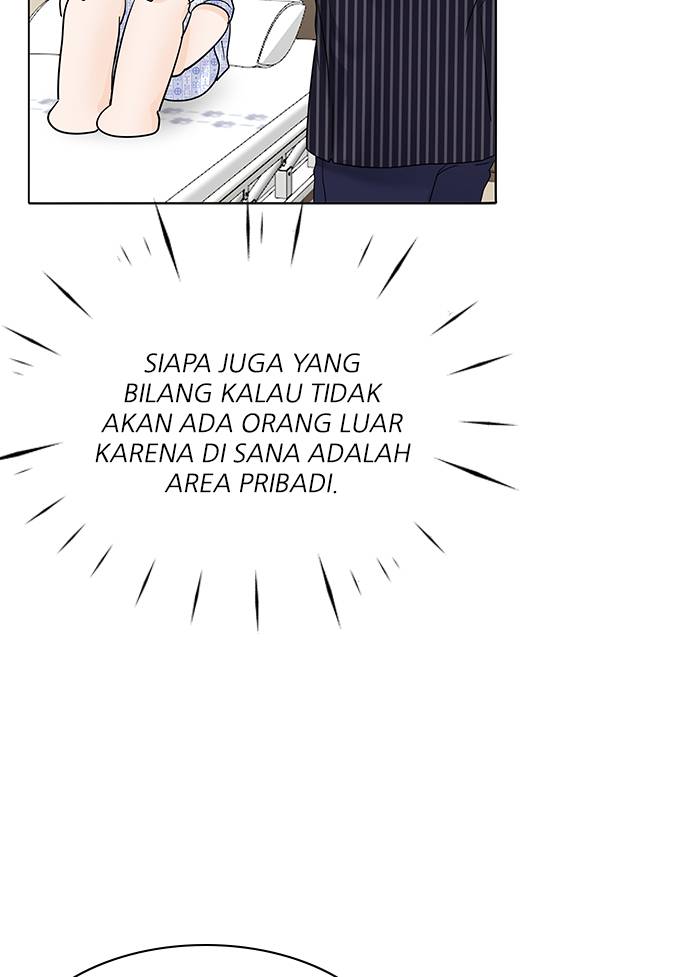 SIAPA JUGA YANG
BILANG KALAU TIDAK
AKAN ADA ORANG LUAR
KARENA DI SANA ADALAH
AREA PRIBADI.